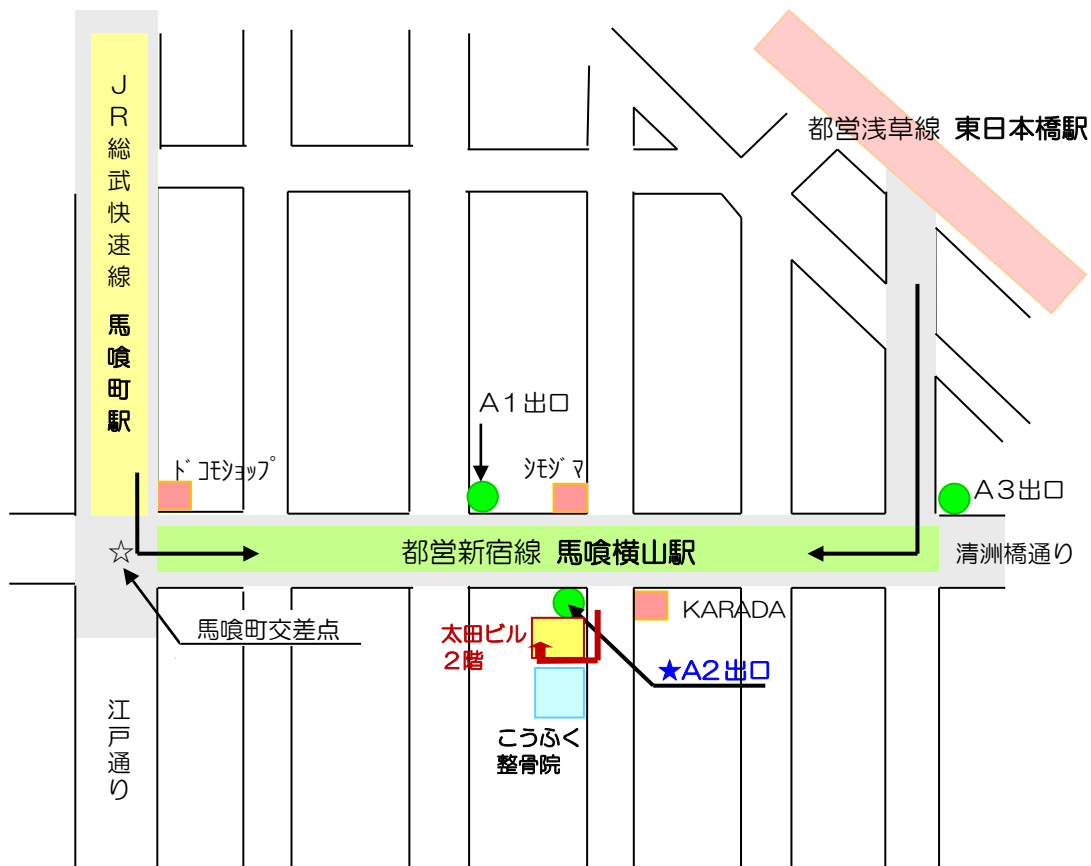 JR総武快速線 馬喰町駅
都営浅草線 東日本橋駅
A1出口
ドコモショップ
シモジマ
A3出口
都営新宿線 馬喰横山駅
清洲橋通り
☆
馬喰町交差点
KARADA
太田ビル
2階
★A2出口
江戸通り
こうふく
整骨院